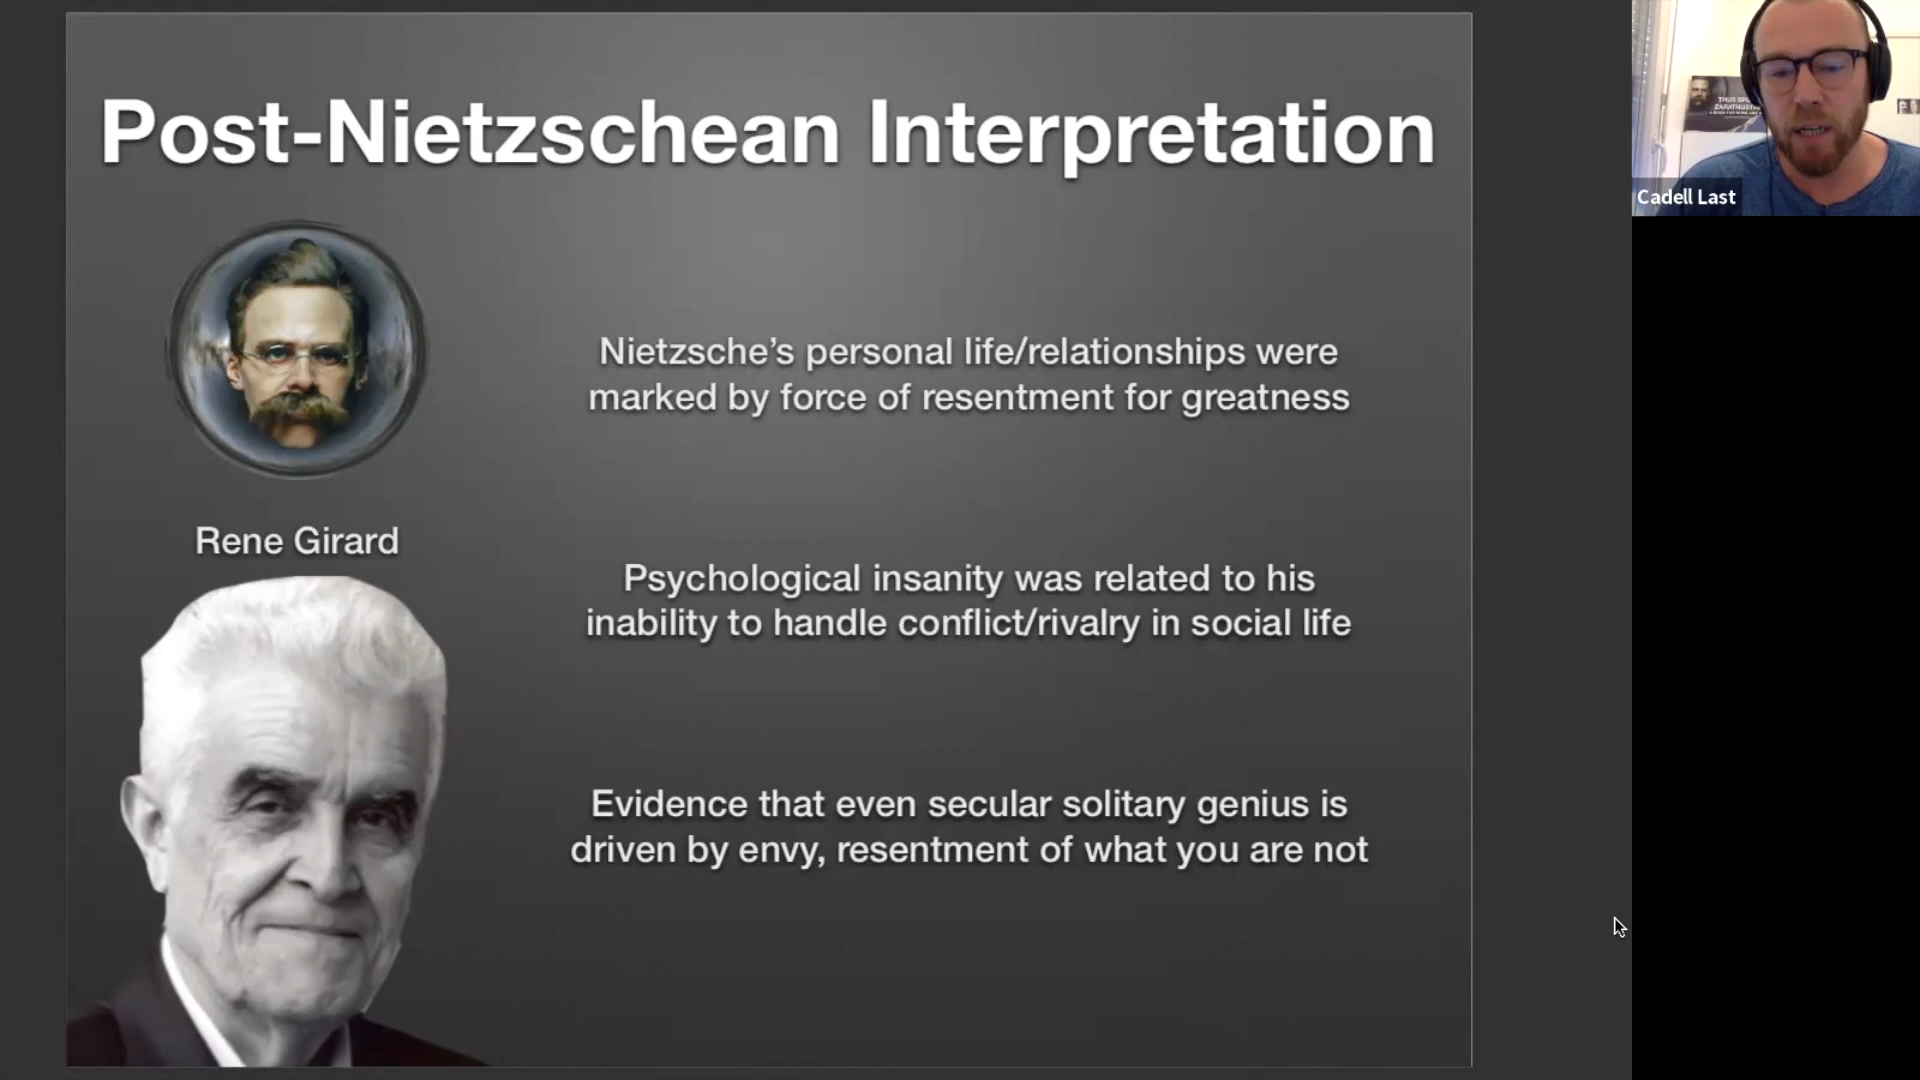 Post-Nietzschean Interpretation
Nietzsche’s personal life/relationships were
marked by force of resentment for greatness
Rene Girard
Psychological insanity was related to his
inability to handle conflict/rivalry in social life
Evidence that even secular solitary genius is
driven by envy, resentment of what you are not
THUS
ZARATHUST
Cadell Last